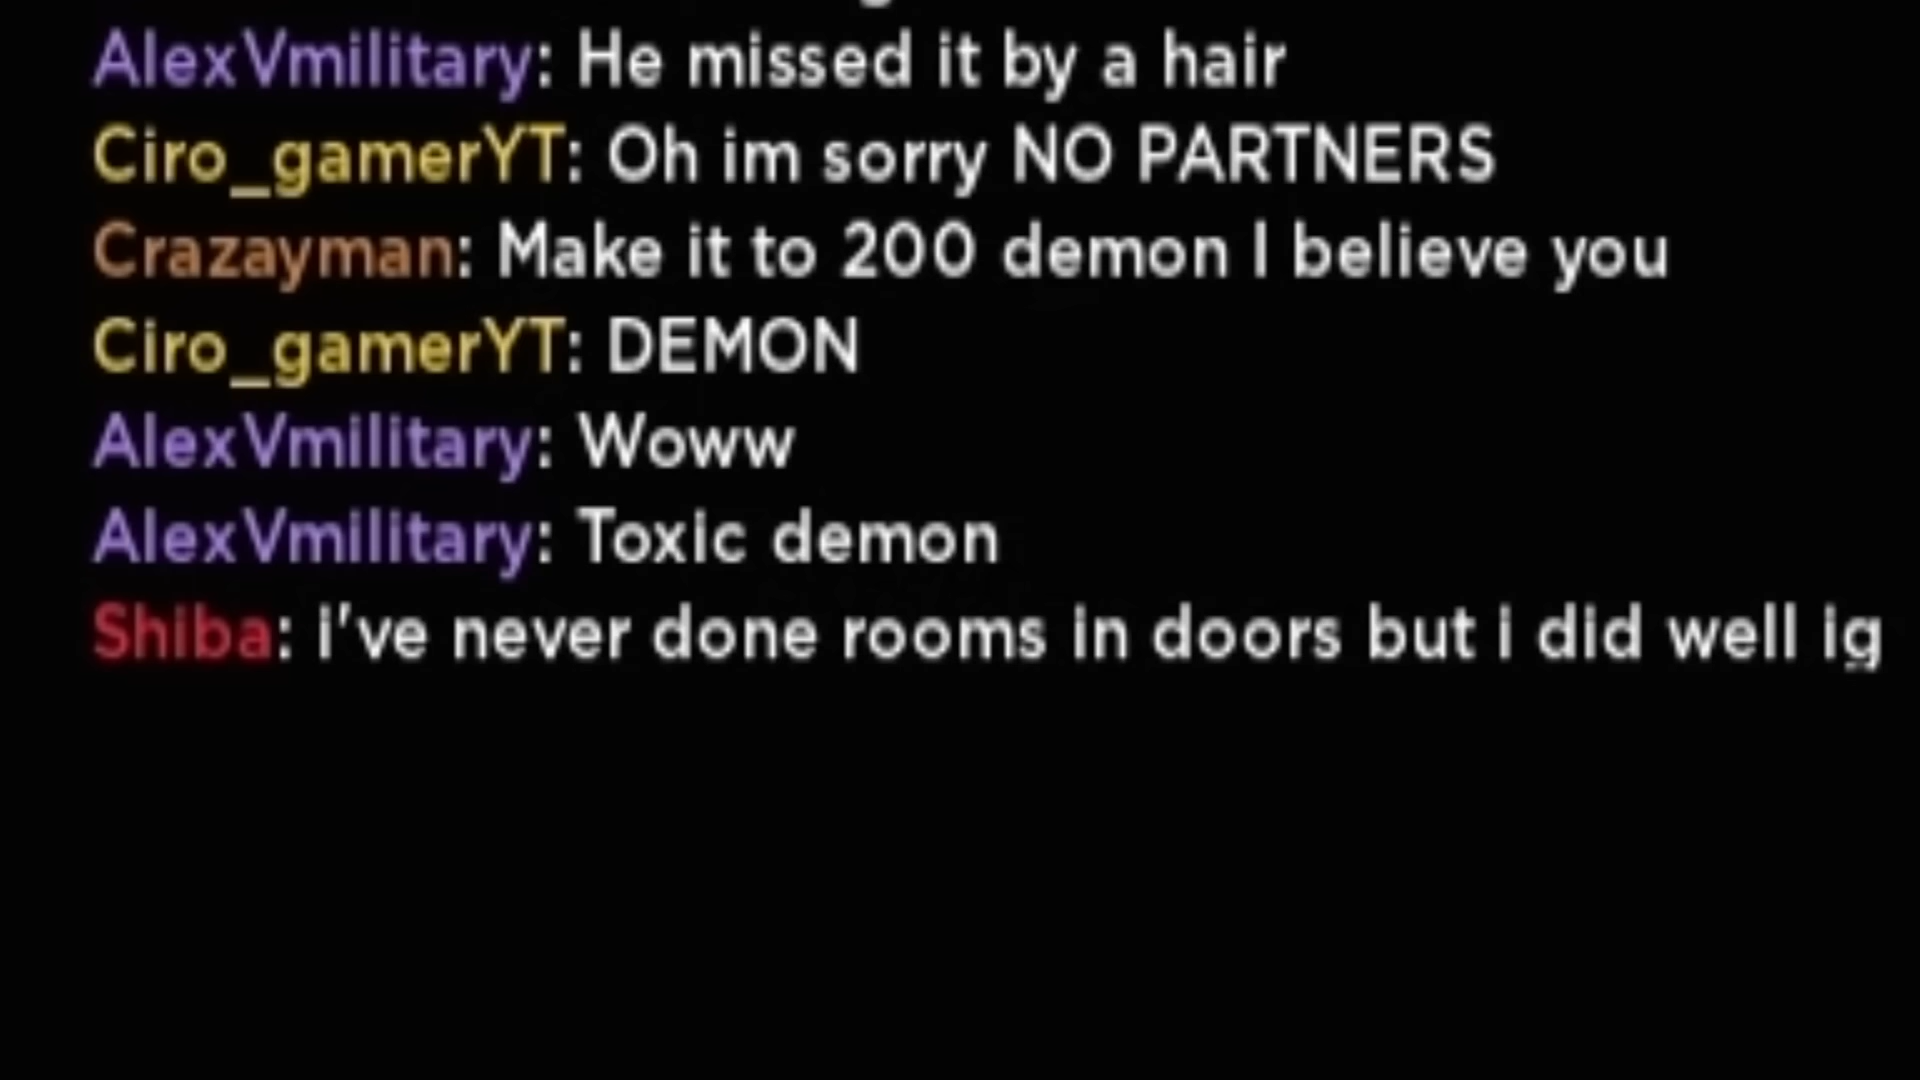 AlexVmilitary: He missed it by a hair
Ciro_gamerYT: Oh im sorry NO PARTNERS
Crazayman: Make it to 200 demon I believe you
Ciro_gamerYT: DEMON
AlexVmilitary: Woww
AlexVmilitary: Toxic demon
Shiba: i've never done rooms in doors but i did well ig